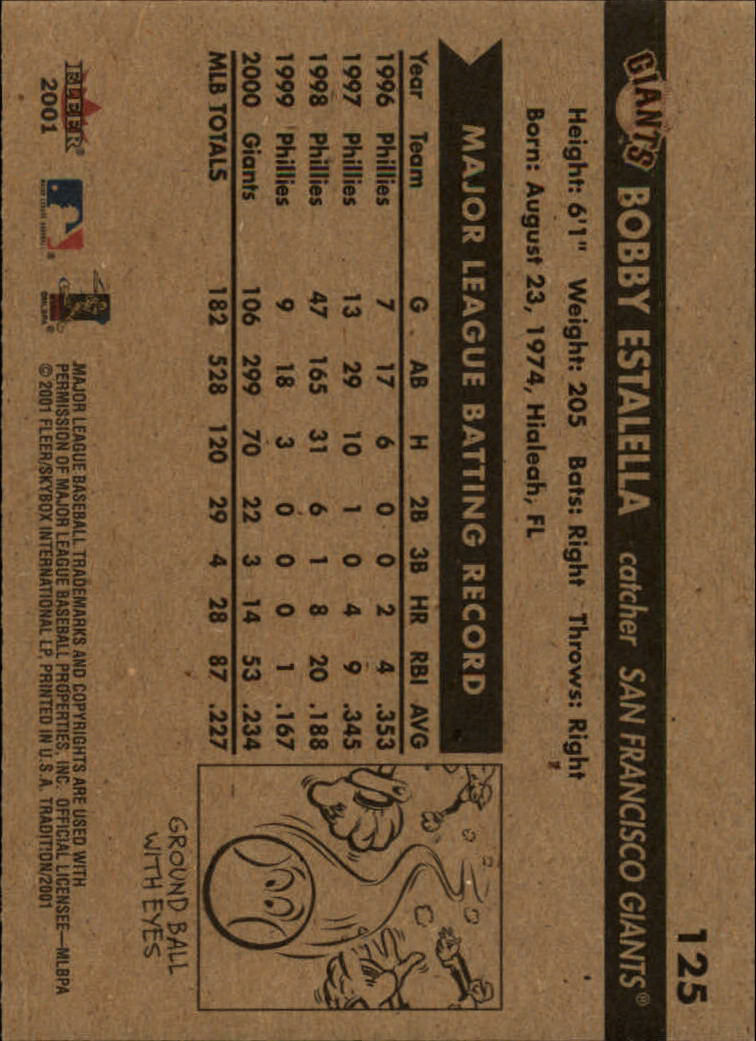 125
GIANTS BOBBY ESTALELLA catcher SAN FRANCISCO GIANTS®
Height: 6'1" Weight: 205 Bats: Right Throws: Right
Born: August 23, 1974, Hialeah, FL
MAJOR LEAGUE BATTING RECORD
Year Team G AB H 2B 3B HR RBI AVG
1996 Phillies 7 17 6 0 0 2 4 .353
1997 Phillies 13 29 10 1 0 4 9 .345
1998 Phillies 47 165 31 6 1 8 20 .188
1999 Phillies 9 18 3 0 0 0 1 .167
2000 Giants 106 299 70 22 3 14 53 .234
MLB TOTALS 182 528 120 29 4 28 87 .227
GROUND BALL
WITH EYES
FLEER®
2001
MAJOR LEAGUE BASEBALL TRADEMARKS AND COPYRIGHTS ARE USED WITH
PERMISSION OF MAJOR LEAGUE BASEBALL PROPERTIES, INC. OFFICIAL LICENSEE—MLBPA
© 2001 FLEER/SKYBOX INTERNATIONAL LP. PRINTED IN U.S.A. TRADITION/2001